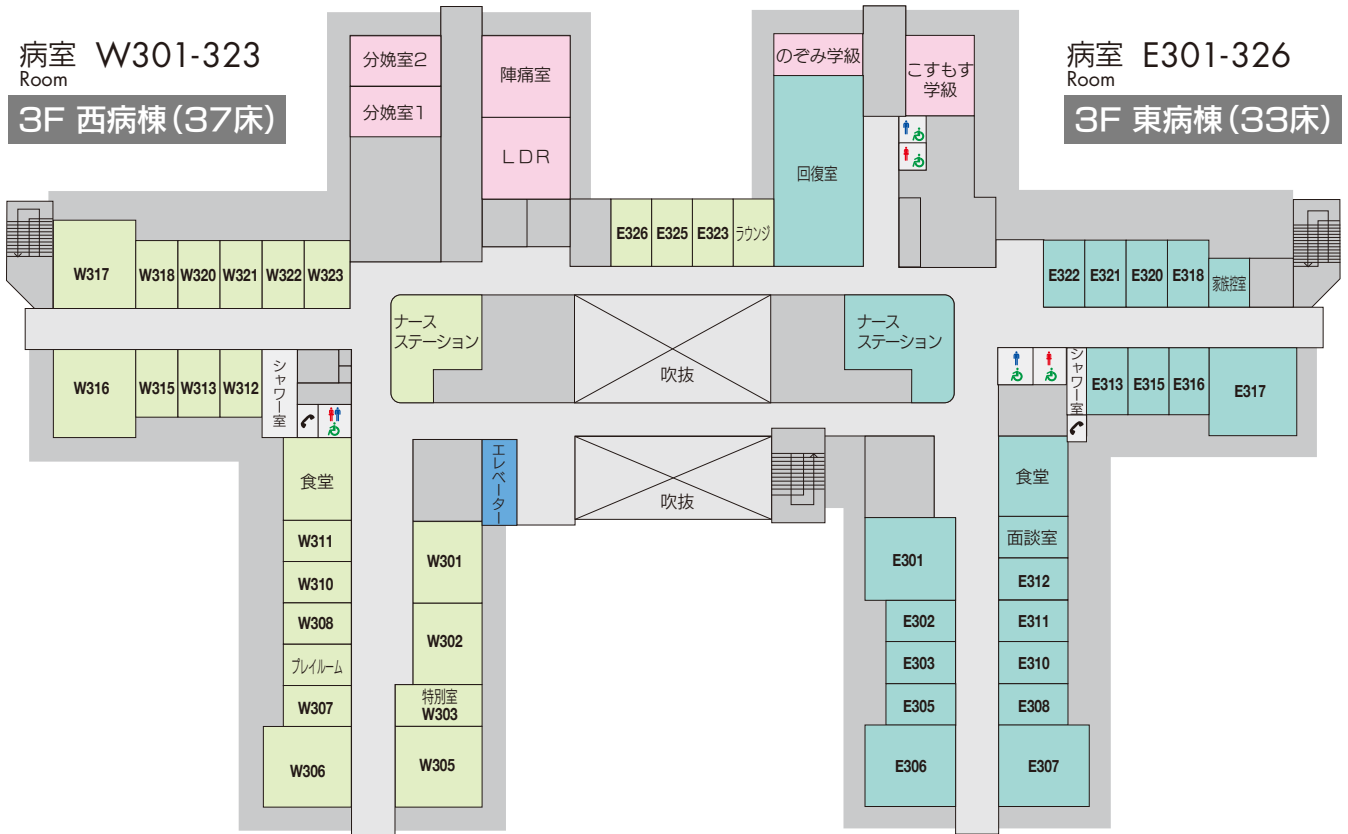 病室 W301-323
Room
3F 西病棟(37床)
病室 E301-326
Room
3F 東病棟(33床)
分娩室2
分娩室1
陣痛室
LDR
のぞみ学級
こすもす
学級
回復室
E326
E325
E323
ラウンジ
W317
W318
W320
W321
W322
W323
E322
E321
E320
E318
家族控室
ナース
ステーション
吹抜
ナース
ステーション
W316
W315
W313
W312
シャワー室
シャワー室
E313
E315
E316
E317
食堂
エレベーター
吹抜
食堂
W311
W310
W308
プレイルーム
W307
W306
W301
W302
特別室
W303
W305
E301
E302
E303
E305
E306
面談室
E312
E311
E310
E308
E307